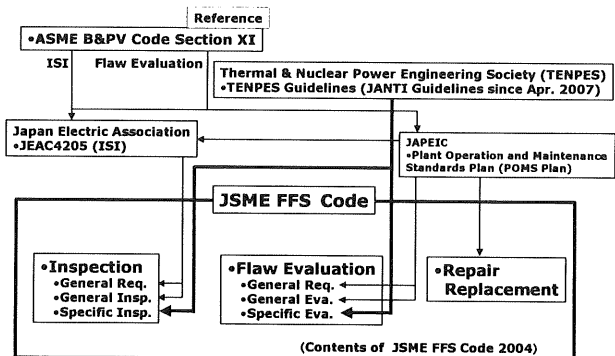 Reference
•ASME B&PV Code Section XI
ISI
Flaw Evaluation
Thermal & Nuclear Power Engineering Society (TENPES)
•TENPES Guidelines (JANTI Guidelines since Apr. 2007)
Japan Electric Association
•JEAC4205 (ISI)
JAPEIC
•Plant Operation and Maintenance
Standards Plan (POMS Plan)
JSME FFS Code
•Inspection
•General Req.
•General Insp.
•Specific Insp.
•Flaw Evaluation
•General Req.
•General Eva.
•Specific Eva.
•Repair
Replacement
(Contents of JSME FFS Code 2004)